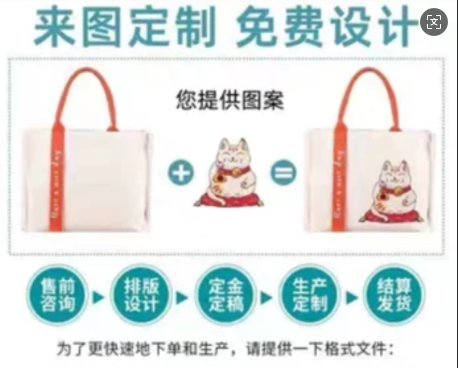 来图定制 免费设计
您提供图案
+
=
售前
咨询
排版
设计
定金
定稿
生产
定制
结算
发货
为了更快速地下单和生产，请提供一下格式文件：